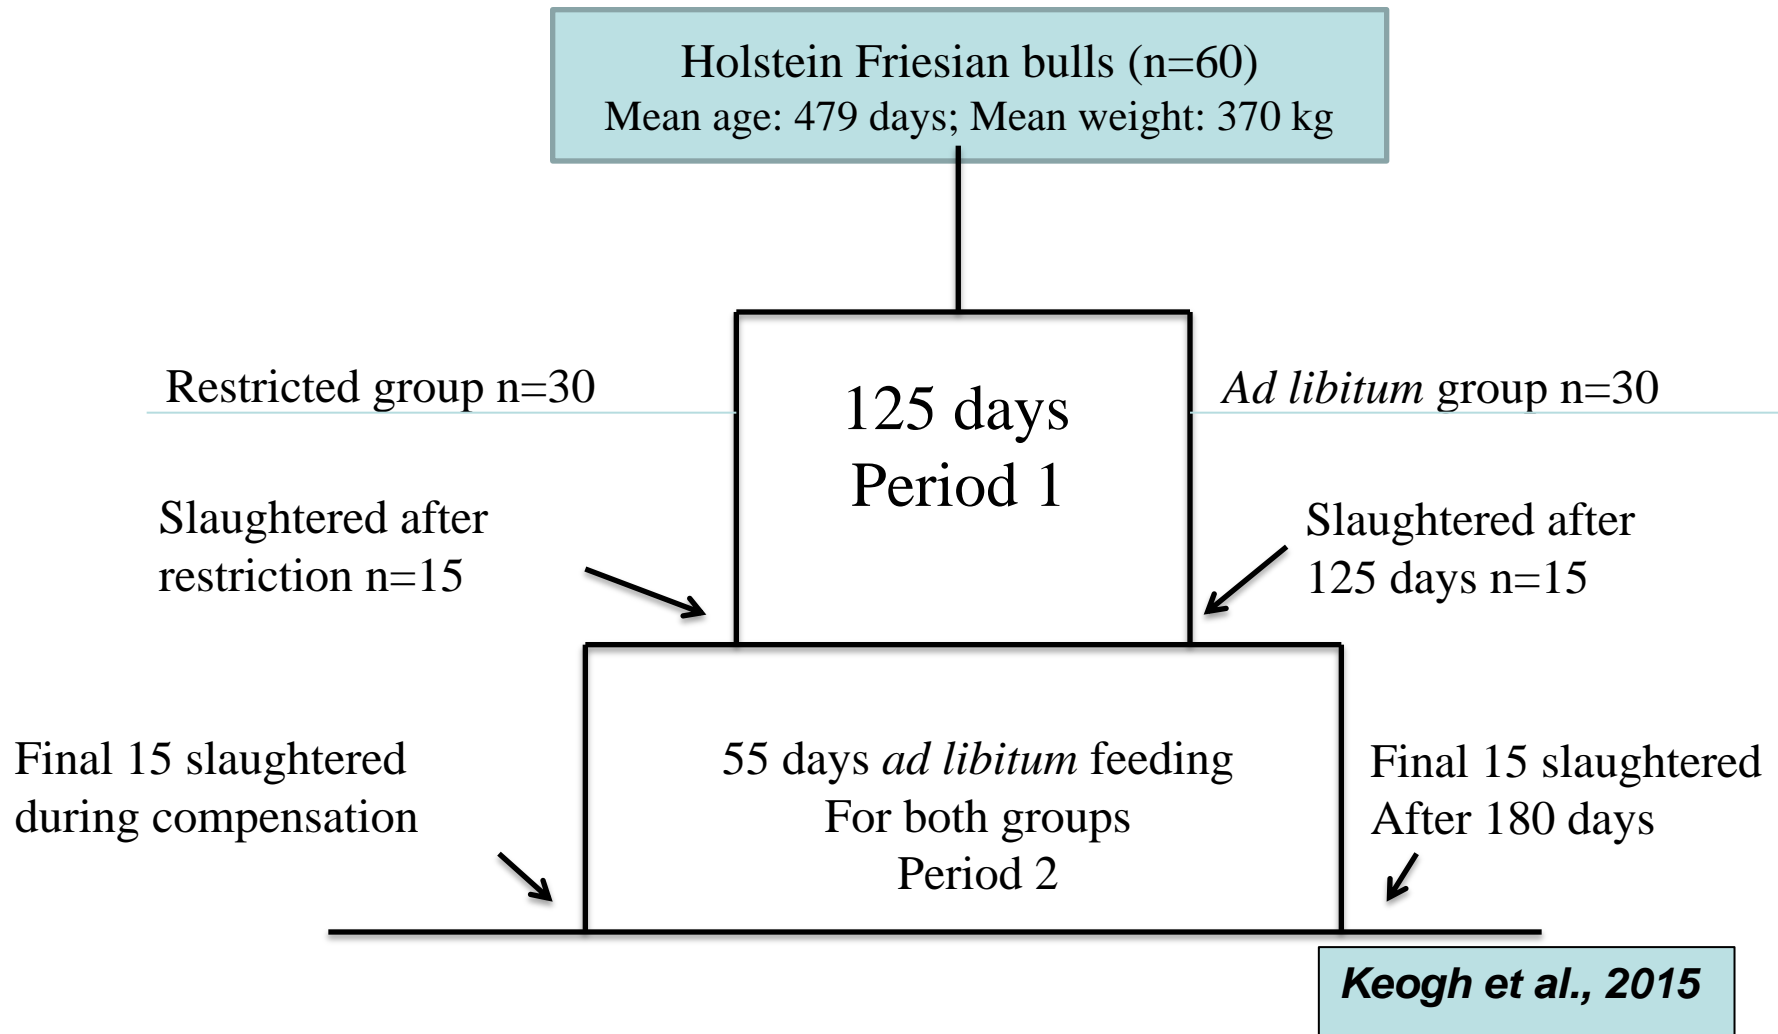 Holstein Friesian bulls (n=60)
Mean age: 479 days; Mean weight: 370 kg
Restricted group n=30
125 days
Period 1
Ad libitum group n=30
Slaughtered after
restriction n=15
Slaughtered after
125 days n=15
Final 15 slaughtered
during compensation
55 days ad libitum feeding
For both groups
Period 2
Final 15 slaughtered
After 180 days
Keogh et al., 2015